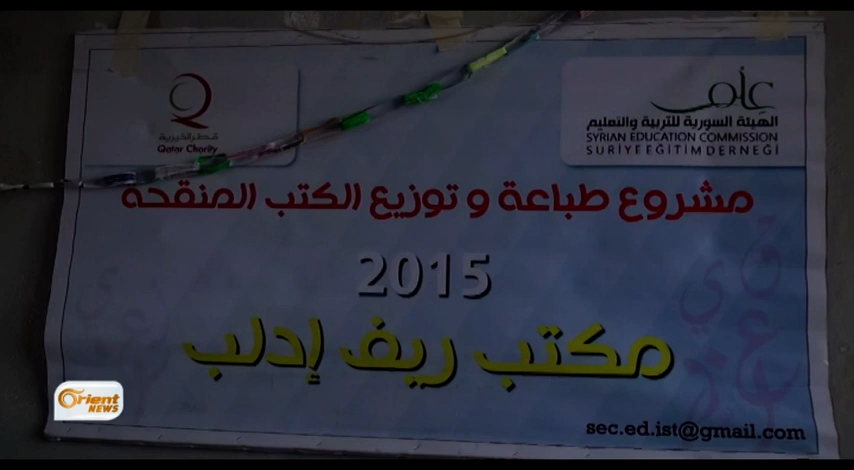 علم
الهيئة السورية للتربية والتعليم
SYRIAN EDUCATION COMMISSION
SURİYE EĞİTİM DERNEĞİ
قطر الخيرية
Qatar Charity
مشروع طباعة و توزيع الكتب المنقحة
2015
مكتب ريف إدلب
sec.ed.ist@gmail.com
Orient
NEWS